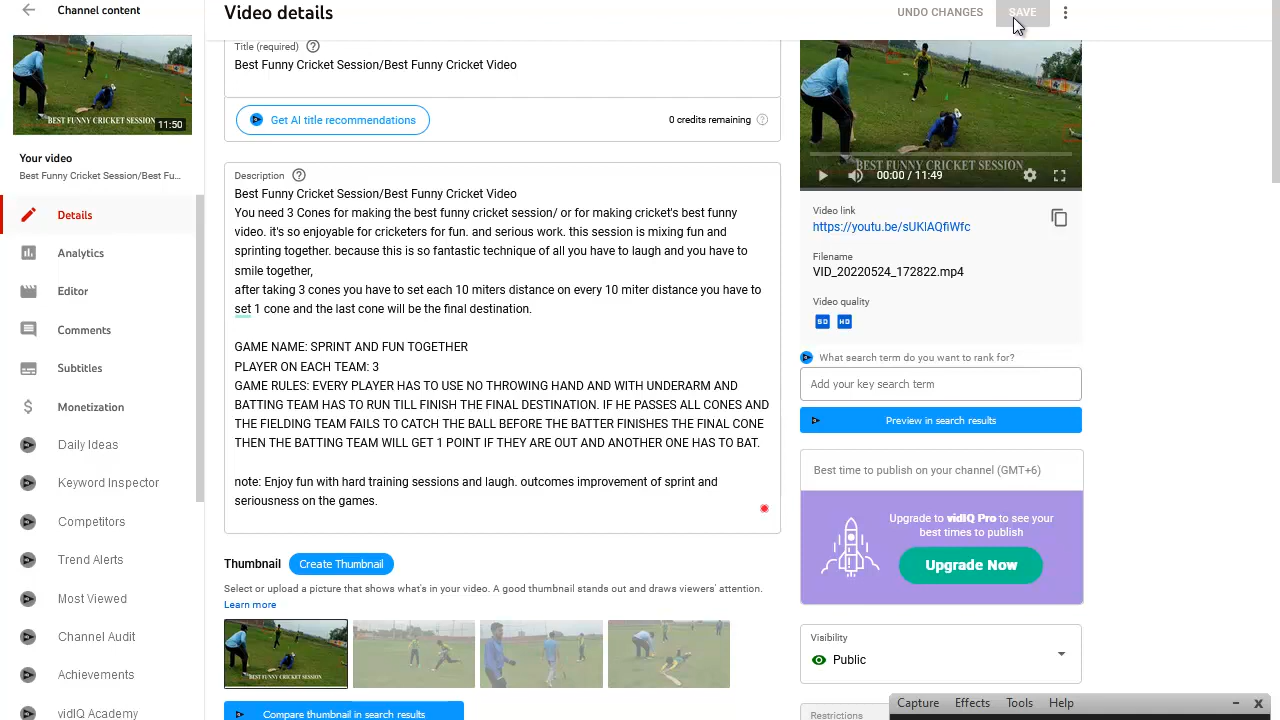 Channel content
Video details
UNDO CHANGES
SAVE
BEST FUNNY CRICKET SESSION
11:50
Your video
Best Funny Cricket Session/Best Fu...
Details
Analytics
Editor
Comments
Subtitles
Monetization
Daily Ideas
Keyword Inspector
Competitors
Trend Alerts
Most Viewed
Channel Audit
Achievements
vidIQ Academy
Title (required)
Best Funny Cricket Session/Best Funny Cricket Video
Get AI title recommendations
0 credits remaining
Description
Best Funny Cricket Session/Best Funny Cricket Video
You need 3 Cones for making the best funny cricket session/ or for making cricket's best funny
video. it's so enjoyable for cricketers for fun. and serious work. this session is mixing fun and
sprinting together. because this is so fantastic technique of all you have to laugh and you have to
smile together,
after taking 3 cones you have to set each 10 miters distance on every 10 miter distance you have to
set 1 cone and the last cone will be the final destination.
GAME NAME: SPRINT AND FUN TOGETHER
PLAYER ON EACH TEAM: 3
GAME RULES: EVERY PLAYER HAS TO USE NO THROWING HAND AND WITH UNDERARM AND
BATTING TEAM HAS TO RUN TILL FINISH THE FINAL DESTINATION. IF HE PASSES ALL CONES AND
THE FIELDING TEAM FAILS TO CATCH THE BALL BEFORE THE BATTER FINISHES THE FINAL CONE
THEN THE BATTING TEAM WILL GET 1 POINT IF THEY ARE OUT AND ANOTHER ONE HAS TO BAT.
note: Enjoy fun with hard training sessions and laugh. outcomes improvement of sprint and
seriousness on the games.
Thumbnail
Create Thumbnail
Select or upload a picture that shows what's in your video. A good thumbnail stands out and draws viewers' attention.
Learn more
BEST FUNNY CRICKET SESSION
Compare thumbnail in search results
BEST FUNNY CRICKET SESSION
00:00 / 11:49
Video link
https://youtu.be/sUKlAQfiWfc
Filename
VID_20220524_172822.mp4
Video quality
SD HD
What search term do you want to rank for?
Add your key search term
Preview in search results
Best time to publish on your channel (GMT+6)
Upgrade to vidIQ Pro to see your
best times to publish
Upgrade Now
Visibility
Public
Restrictions
Capture Effects Tools Help